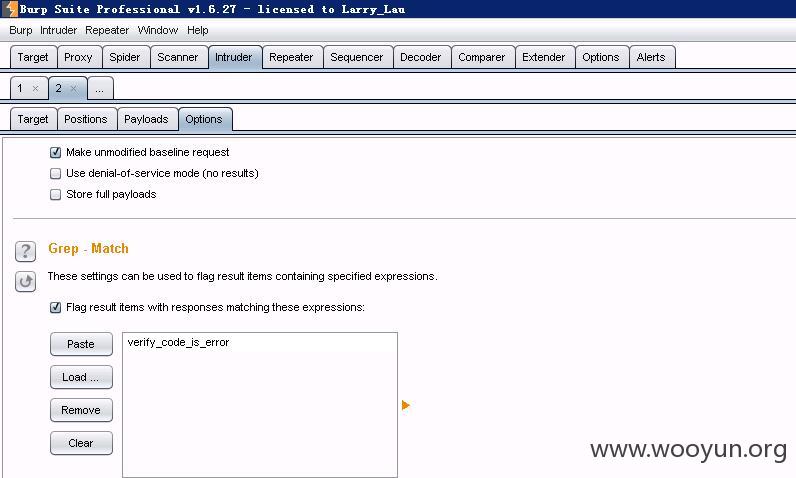 Burp Suite Professional v1.6.27 - licensed to Larry_Lau
Burp Intruder Repeater Window Help
Target Proxy Spider Scanner Intruder Repeater Sequencer Decoder Comparer Extender Options Alerts
1 × 2 × ...
Target Positions Payloads Options
Make unmodified baseline request
Use denial-of-service mode (no results)
Store full payloads
? Grep - Match
These settings can be used to flag result items containing specified expressions.
Flag result items with responses matching these expressions:
Paste
verify_code_is_error
Load ...
Remove
Clear
www.wooyun.org